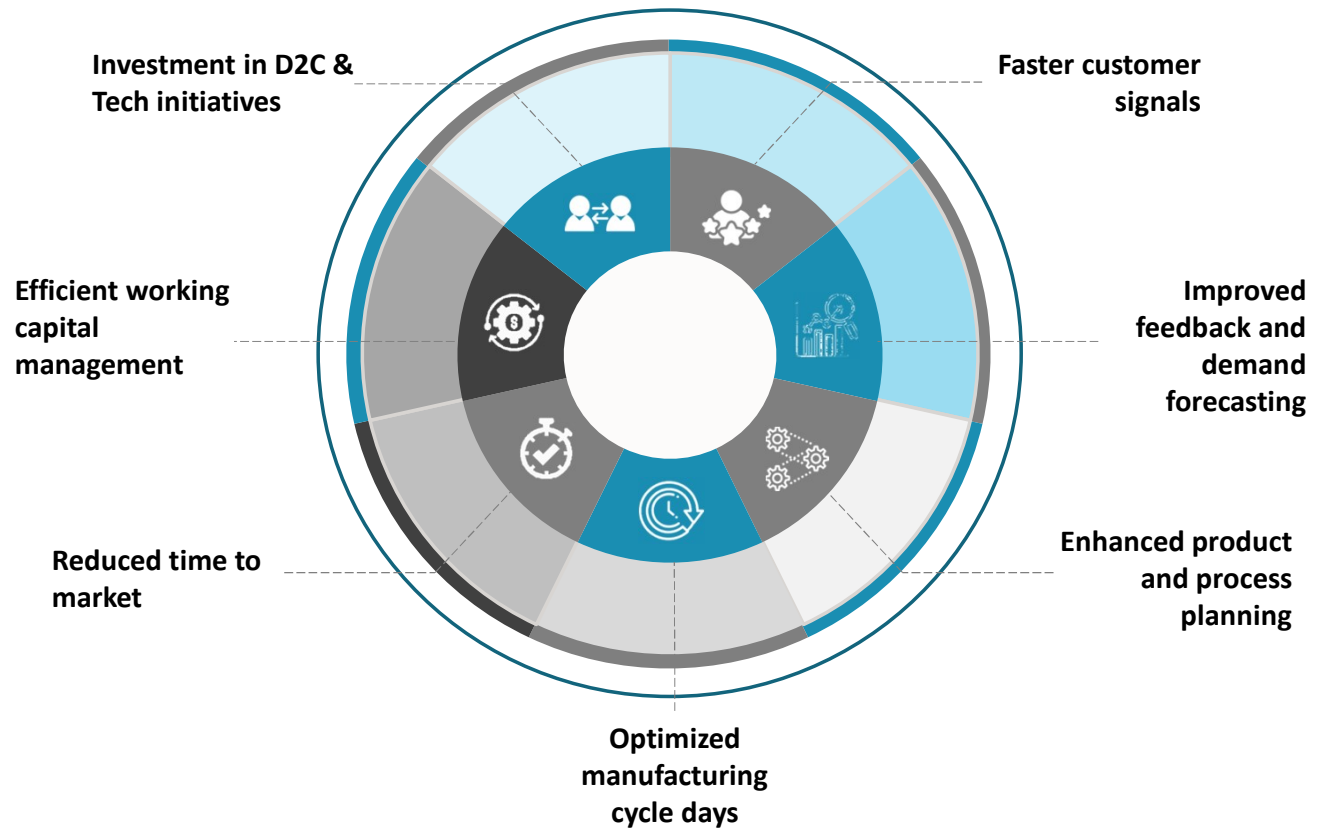 Investment in D2C &
Tech initiatives
Faster customer
signals
Improved
feedback and
demand
forecasting
Enhanced product
and process
planning
Optimized
manufacturing
cycle days
Reduced time to
market
Efficient working
capital
management
$